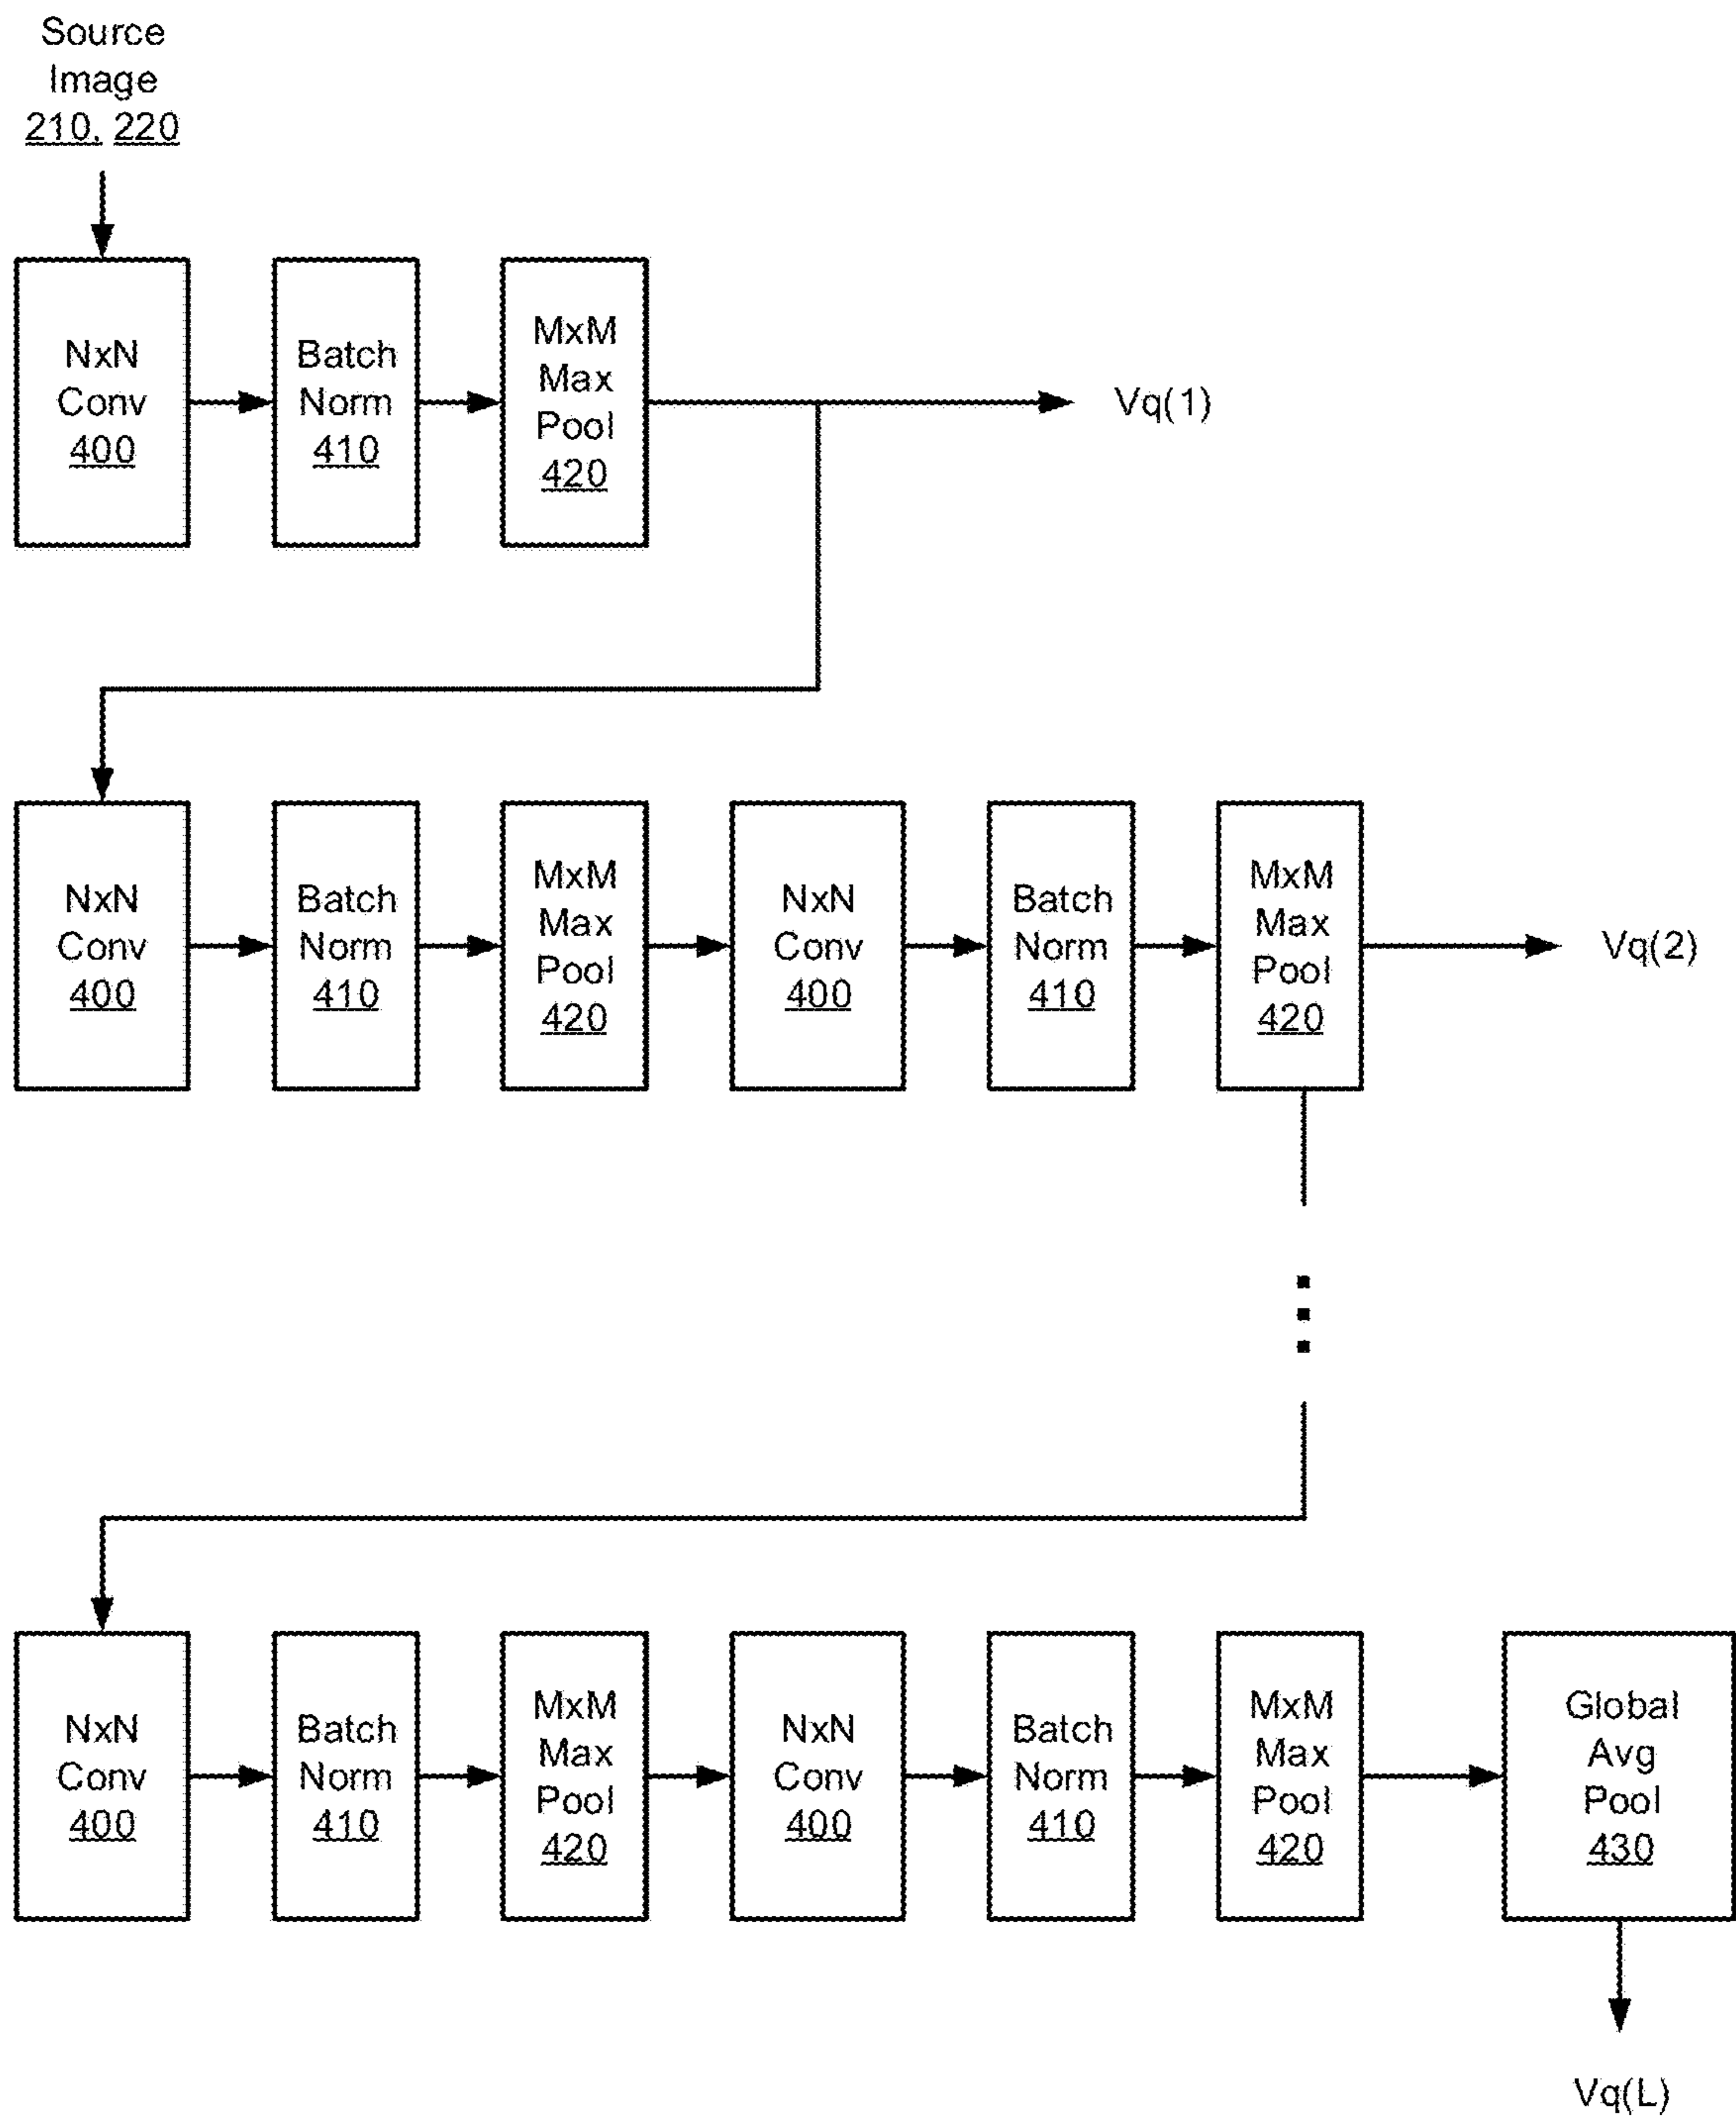 Source
Image
210, 220
NxN
Conv
400
Batch
Norm
410
MxM
Max
Pool
420
Vq(1)
NxN
Conv
400
Batch
Norm
410
MxM
Max
Pool
420
NxN
Conv
400
Batch
Norm
410
MxM
Max
Pool
420
Vq(2)
NxN
Conv
400
Batch
Norm
410
MxM
Max
Pool
420
NxN
Conv
400
Batch
Norm
410
MxM
Max
Pool
420
Global
Avg
Pool
430
Vq(L)